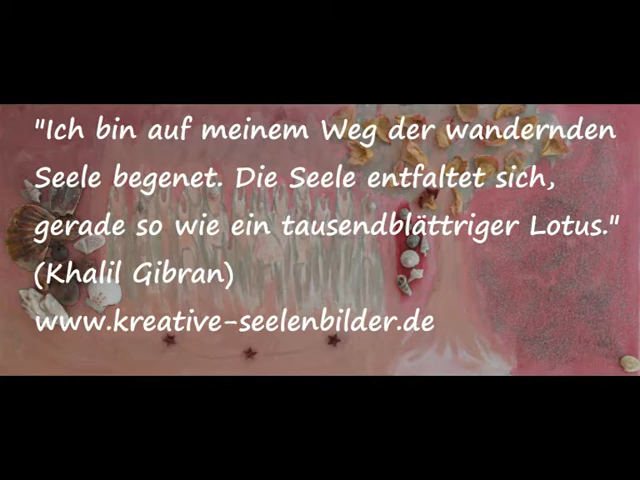 "Ich bin auf meinem Weg der wandernden
Seele begenet. Die Seele entfaltet sich,
gerade so wie ein tausendblättriger Lotus."
(Khalil Gibran)
www.kreative-seelenbilder.de